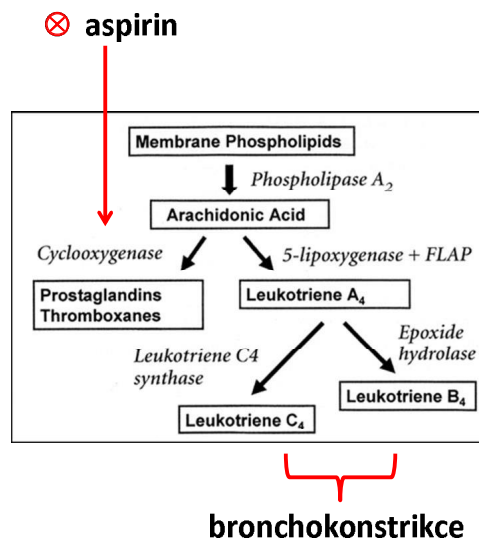 ⊗ aspirin
Membrane Phospholipids
Phospholipase A₂
Arachidonic Acid
Cyclooxygenase
5-lipoxygenase + FLAP
Prostaglandins
Thromboxanes
Leukotriene A₄
Leukotriene C4
synthase
Epoxide
hydrolase
Leukotriene C₄
Leukotriene B₄
bronchokonstrikce